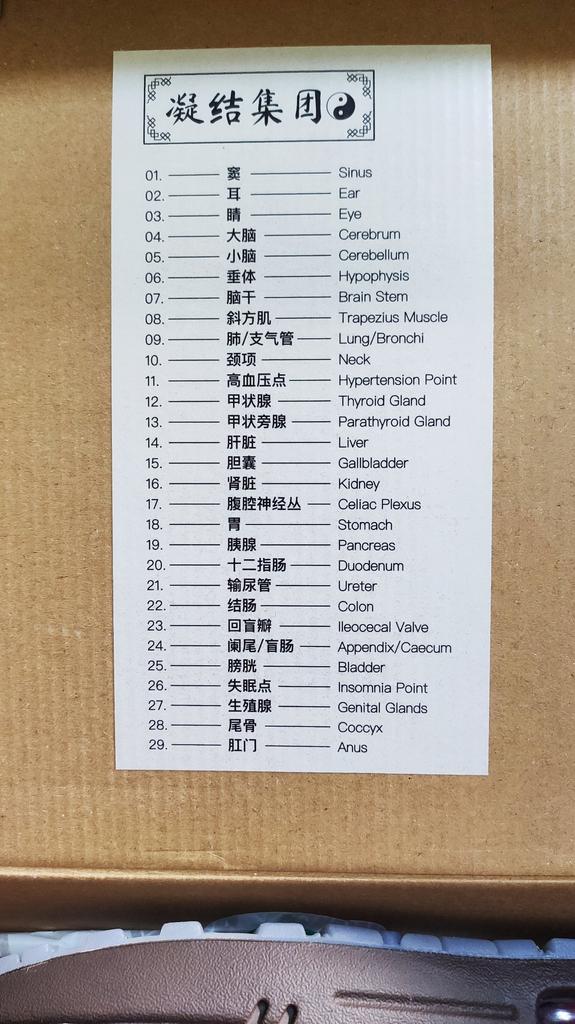 凝结集团
01. 窦 Sinus
02. 耳 Ear
03. 睛 Eye
04. 大脑 Cerebrum
05. 小脑 Cerebellum
06. 垂体 Hypophysis
07. 脑干 Brain Stem
08. 斜方肌 Trapezius Muscle
09. 肺/支气管 Lung/Bronchi
10. 颈项 Neck
11. 高血压点 Hypertension Point
12. 甲状腺 Thyroid Gland
13. 甲状旁腺 Parathyroid Gland
14. 肝脏 Liver
15. 胆囊 Gallbladder
16. 肾脏 Kidney
17. 腹腔神经丛 Celiac Plexus
18. 胃 Stomach
19. 胰腺 Pancreas
20. 十二指肠 Duodenum
21. 输尿管 Ureter
22. 结肠 Colon
23. 回盲瓣 Ileocecal Valve
24. 阑尾/盲肠 Appendix/Caecum
25. 膀胱 Bladder
26. 失眠点 Insomnia Point
27. 生殖腺 Genital Glands
28. 尾骨 Coccyx
29. 肛门 Anus